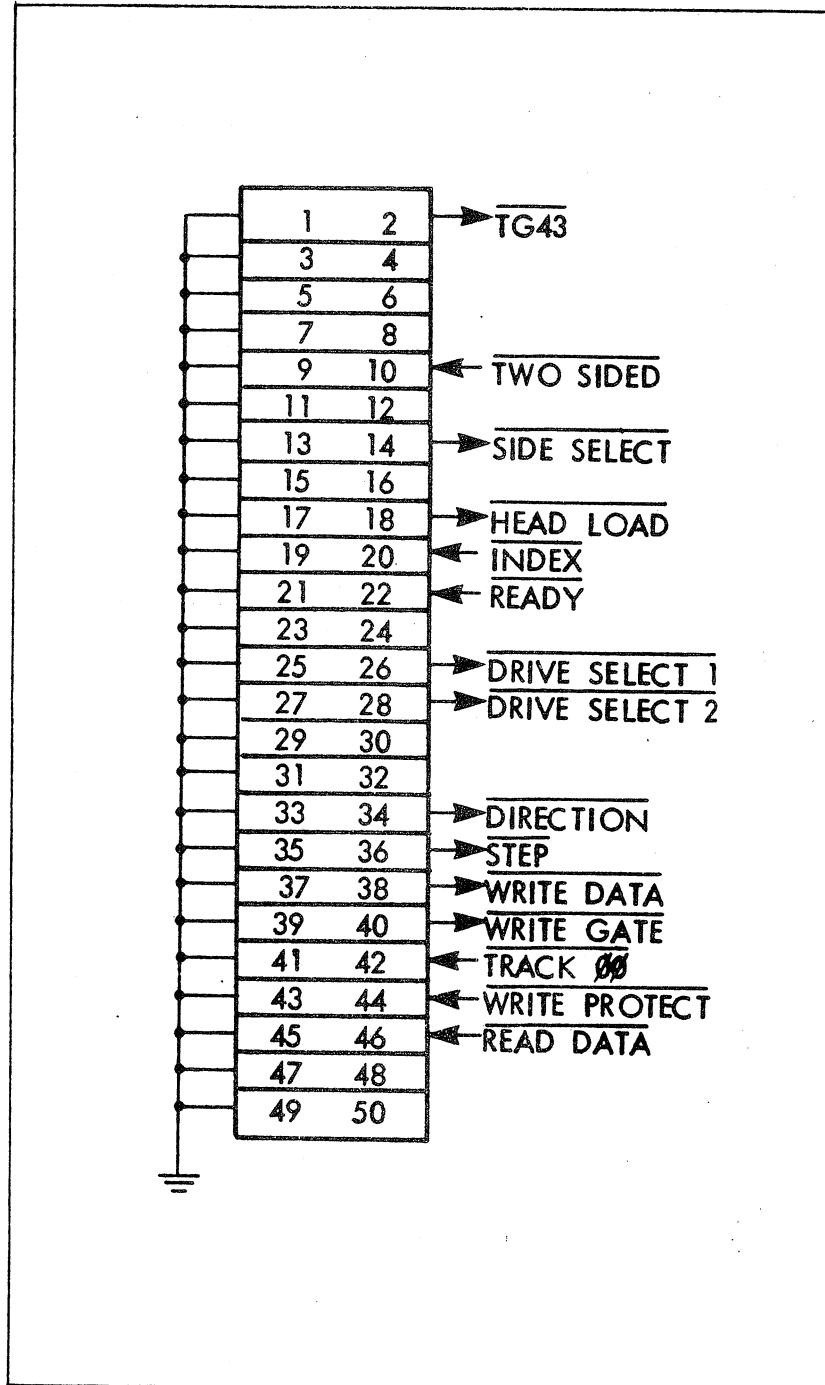 1 2 TG43
3 4
5 6
7 8
9 10 TWO SIDED
11 12
13 14 SIDE SELECT
15 16
17 18 HEAD LOAD
19 20 INDEX
21 22 READY
23 24
25 26 DRIVE SELECT 1
27 28 DRIVE SELECT 2
29 30
31 32
33 34 DIRECTION
35 36 STEP
37 38 WRITE DATA
39 40 WRITE GATE
41 42 TRACK 00
43 44 WRITE PROTECT
45 46 READ DATA
47 48
49 50